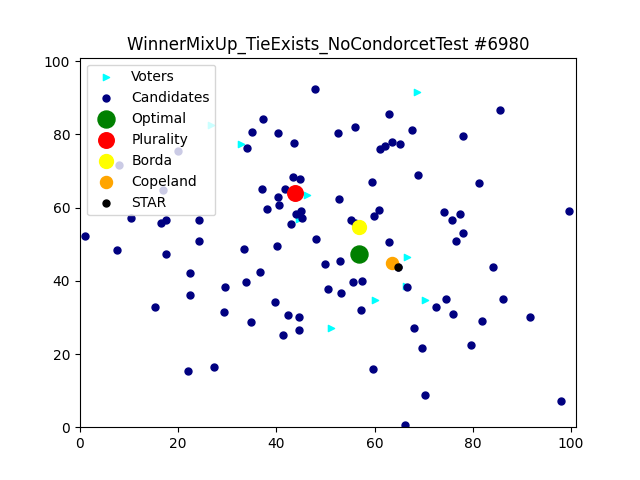 WinnerMixUp_TieExists_NoCondorcetTest #6980
100
80
60
40
20
0
Voters
Candidates
Optimal
Plurality
Borda
Copeland
STAR
0 20 40 60 80 100